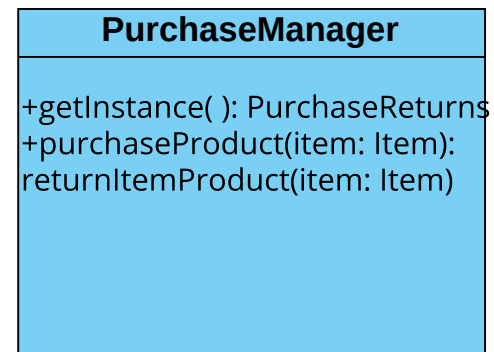 PurchaseManager
+getInstance( ): PurchaseReturns
+purchaseProduct(item: Item):
returnItemProduct(item: Item)